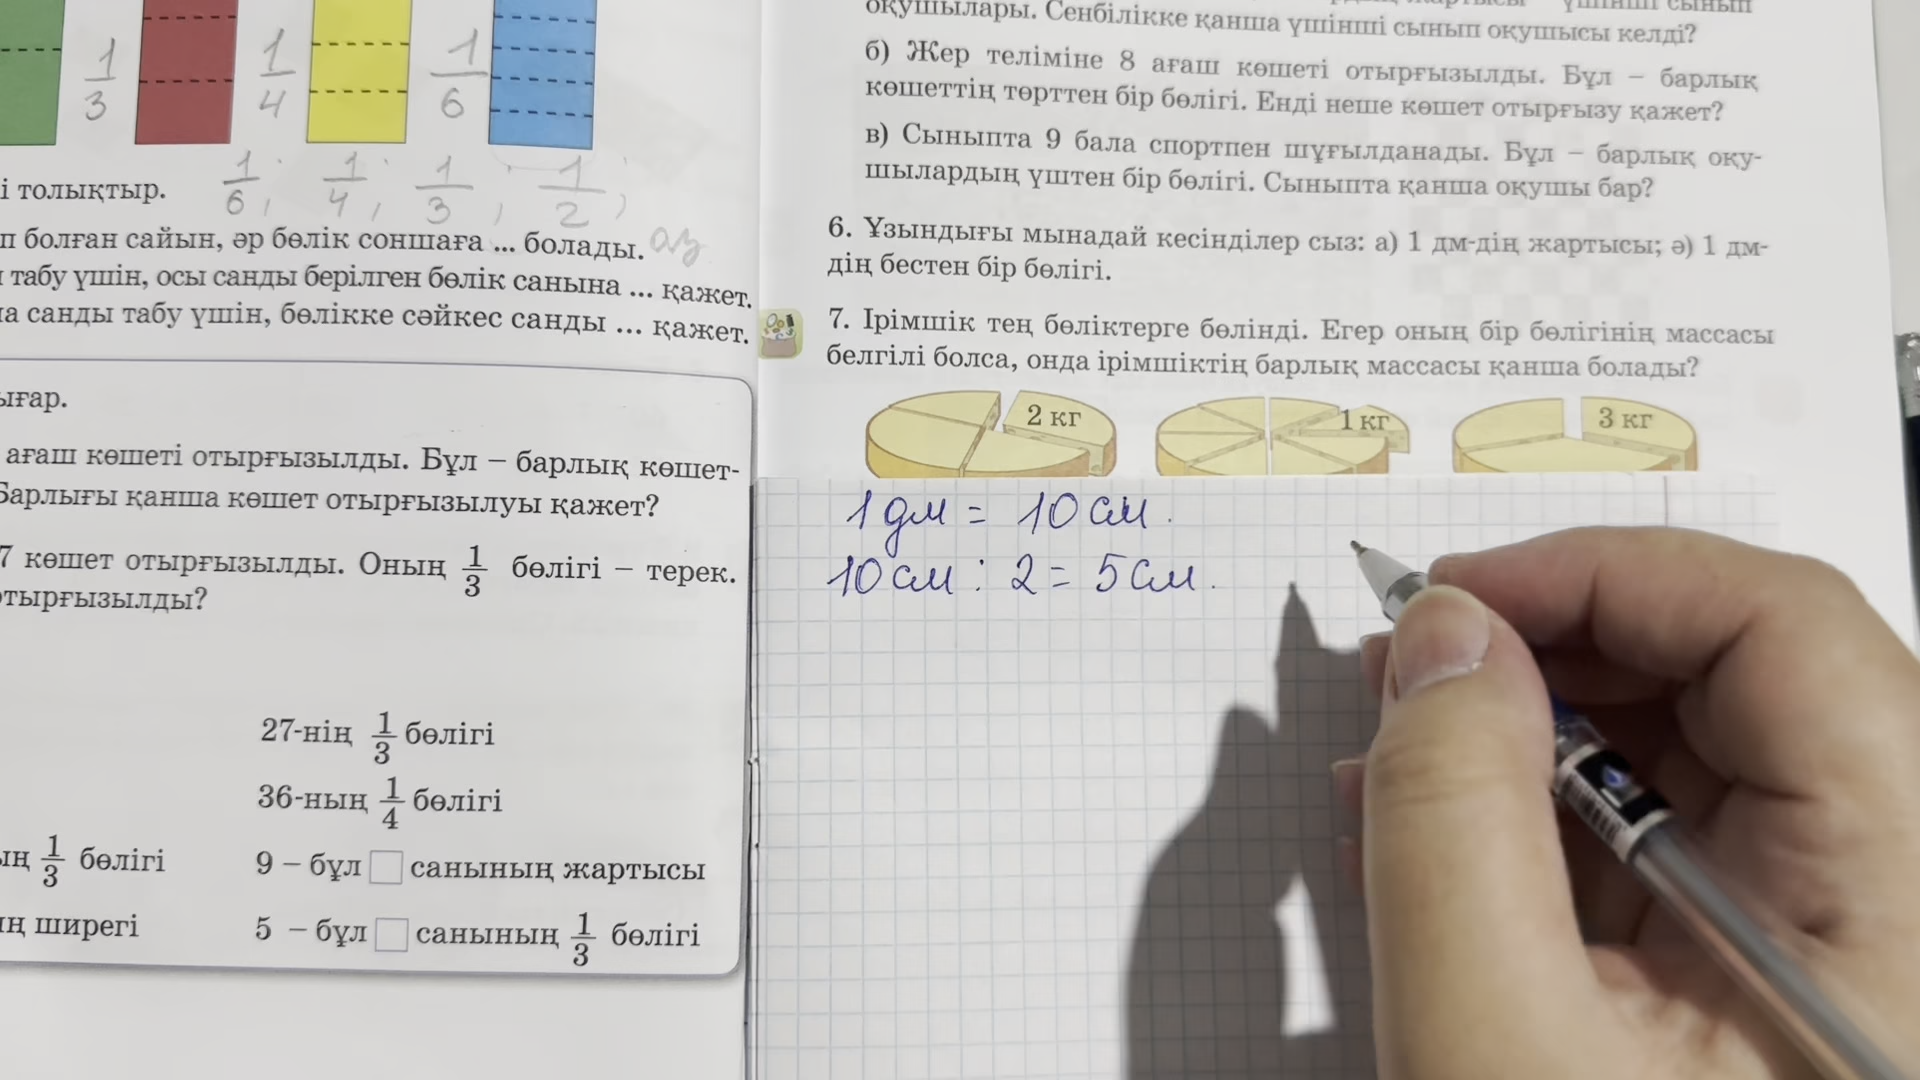 1/3 1/4 1/6
і толықтыр. 1/6, 1/4, 1/3, 1/2,
п болған сайын, әр бөлік соншаға ... болады. аз
табу үшін, осы санды берілген бөлік санына ... қажет.
а санды табу үшін, бөлікке сәйкес санды ... қажет.
ығар.
ағаш көшеті отырғызылды. Бұл – барлық көшет-
Барлығы қанша көшет отырғызылуы қажет?
7 көшет отырғызылды. Оның 1/3 бөлігі – терек.
отырғызылды?
27-нің 1/3 бөлігі
36-ның 1/4 бөлігі
ың 1/3 бөлігі 9 – бұл □ санының жартысы
ің ширегі 5 – бұл □ санының 1/3 бөлігі
оқушылары. Сенбілікке қанша үшінші сынып оқушысы келді?
б) Жер теліміне 8 ағаш көшеті отырғызылды. Бұл – барлық
көшеттің төрттен бір бөлігі. Енді неше көшет отырғызу қажет?
в) Сыныпта 9 бала спортпен шұғылданады. Бұл – барлық оқу-
шылардың үштен бір бөлігі. Сыныпта қанша оқушы бар?
6. Ұзындығы мынадай кесінділер сыз: а) 1 дм-дің жартысы; ә) 1 дм-
дің бестен бір бөлігі.
7. Ірімшік тең бөліктерге бөлінді. Егер оның бір бөлігінің массасы
белгілі болса, онда ірімшіктің барлық массасы қанша болады?
2 кг 1 кг 3 кг
1 дм = 10 см.
10 см : 2 = 5 см.